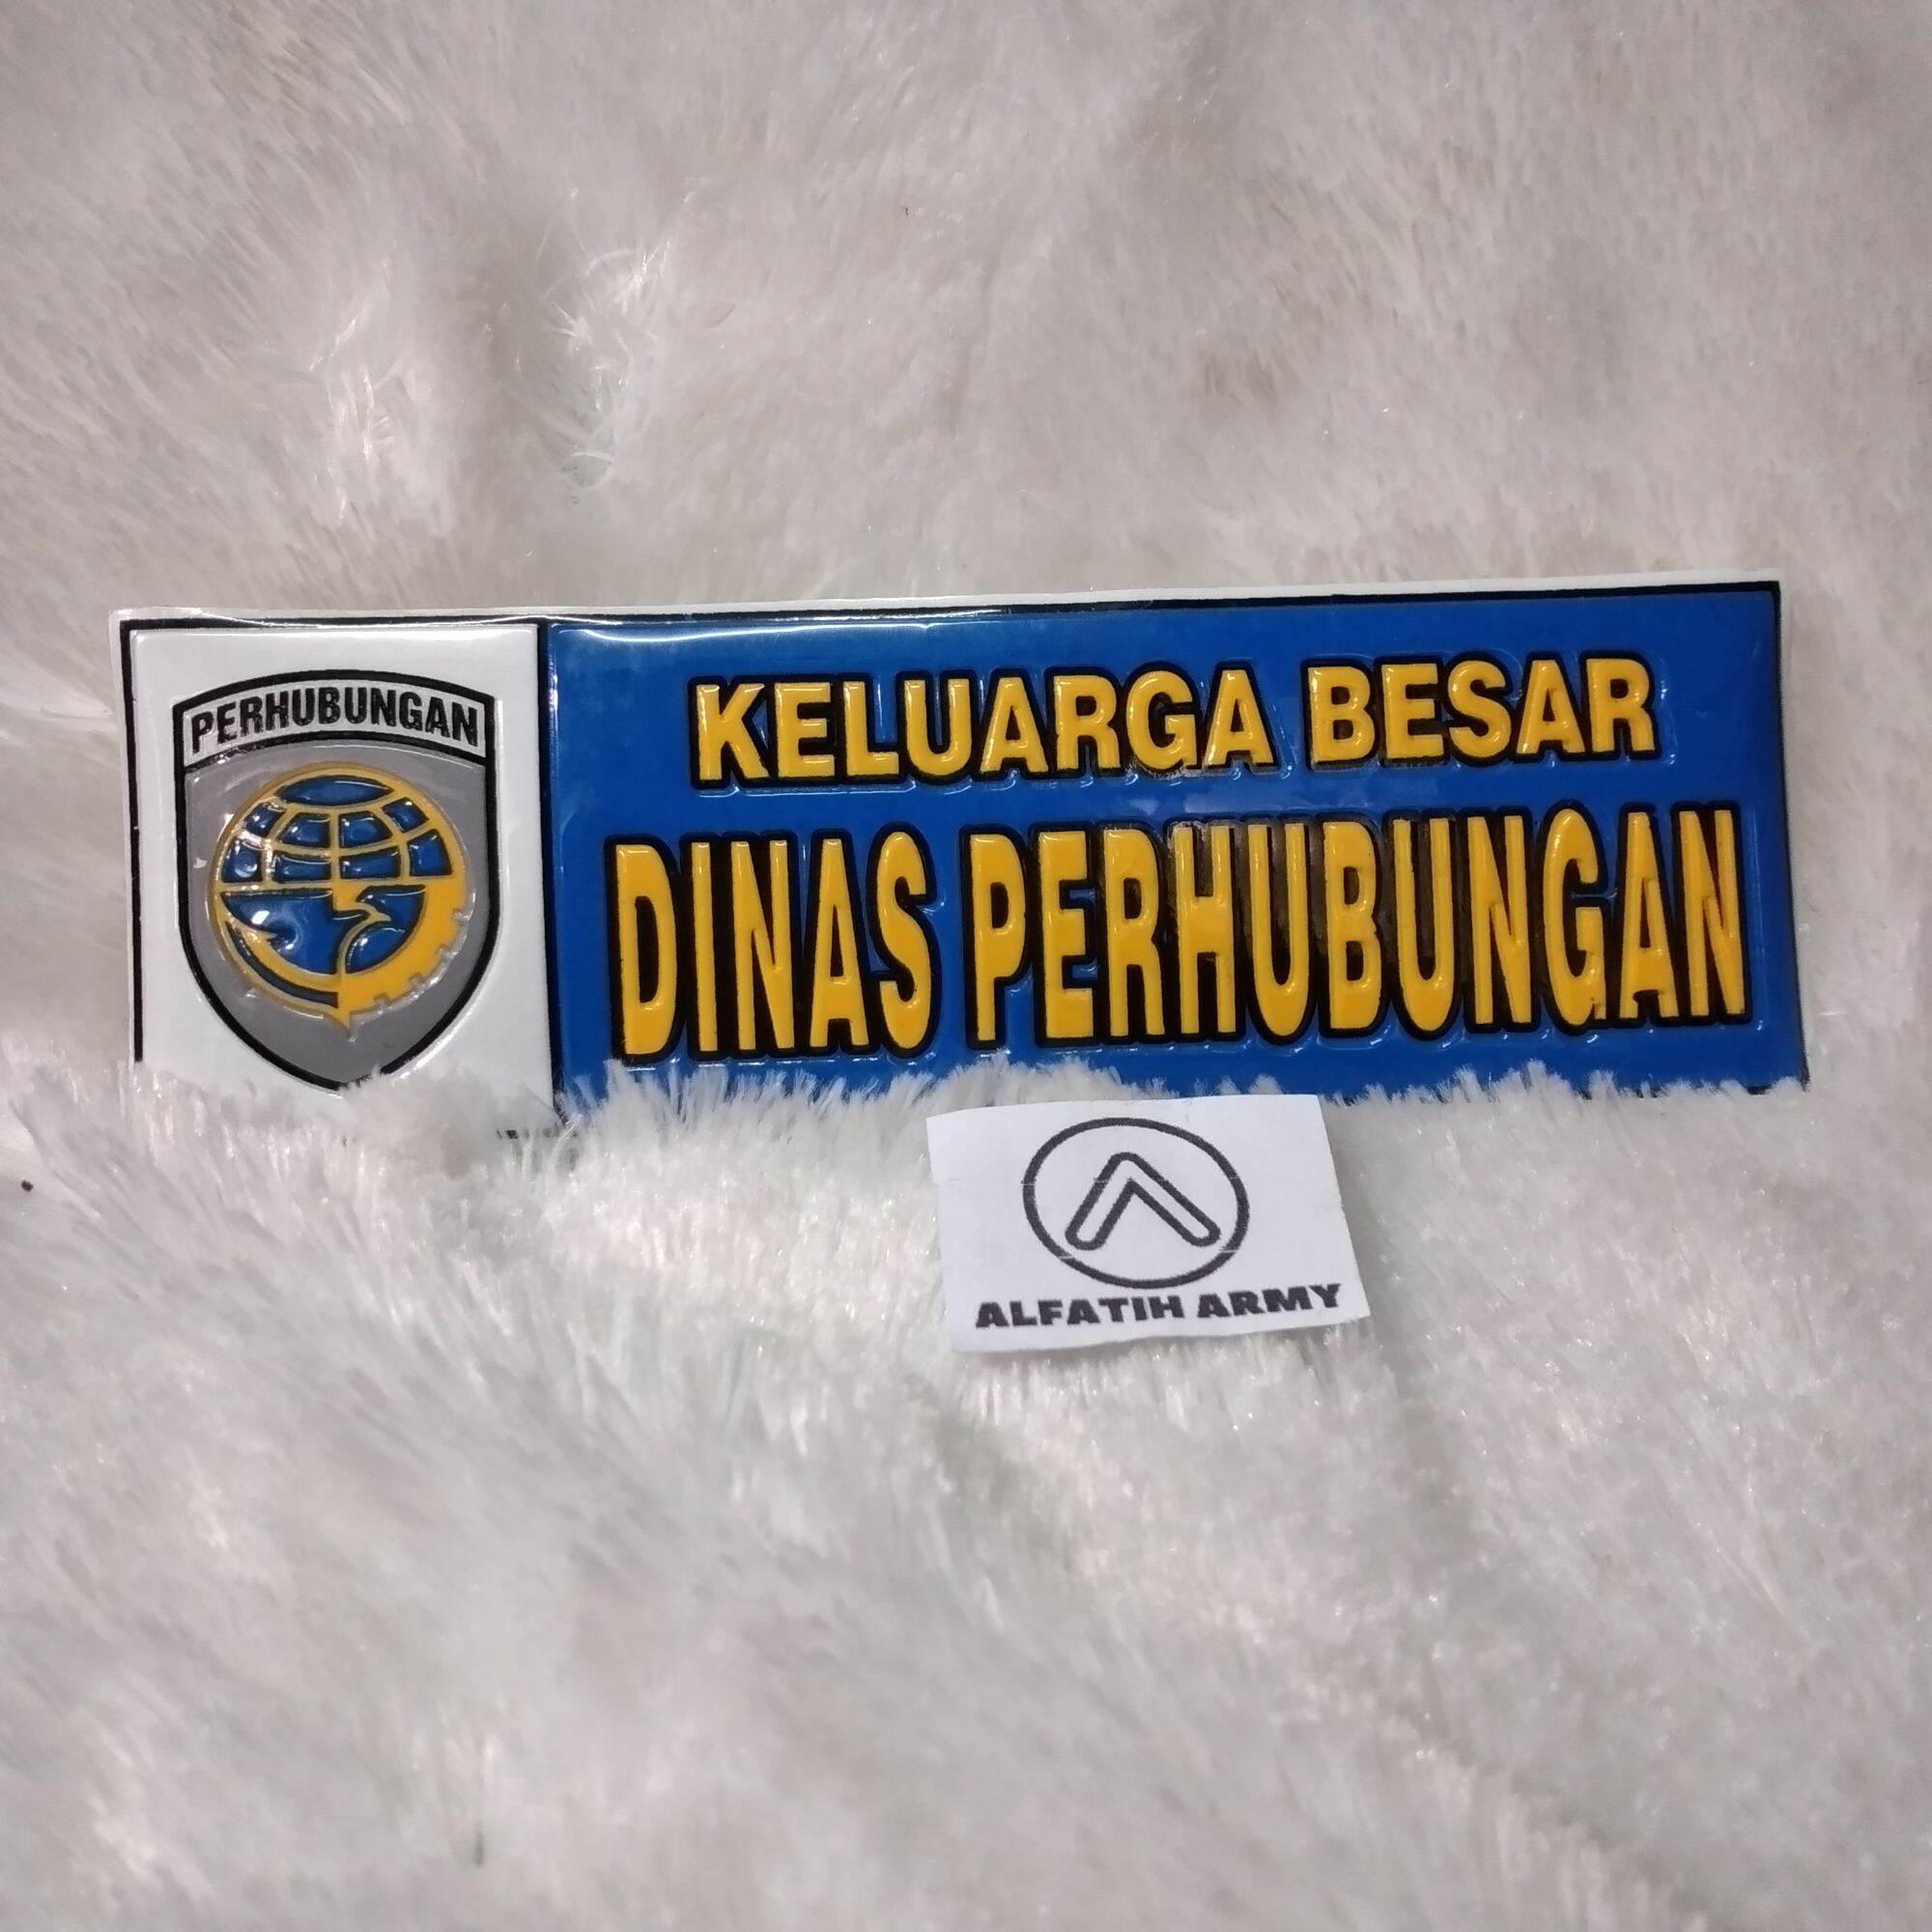 PERHUBUNGAN
KELUARGA BESAR
DINAS PERHUBUNGAN
ALFATIH ARMY